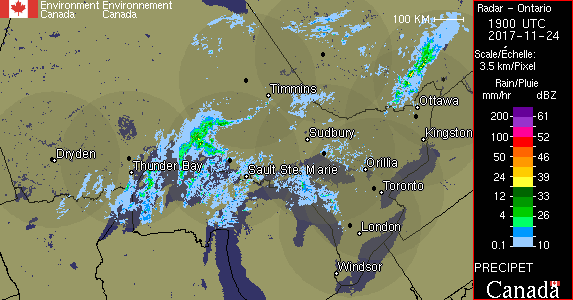 Environment Environnement
Canada Canada
100 KM
Timmins
Ottawa
Sudbury
Kingston
Dryden
Thunder Bay
Sault Ste. Marie
Orillia
Toronto
London
Windsor
Radar - Ontario
1900 UTC
2017-11-24
Scale/Échelle:
3.5 km/Pixel
Rain/Pluie
mm/hr dBZ
200 61
100 52
50 46
24 39
12 34
4 26
0.1 10
PRECIPET
Canada